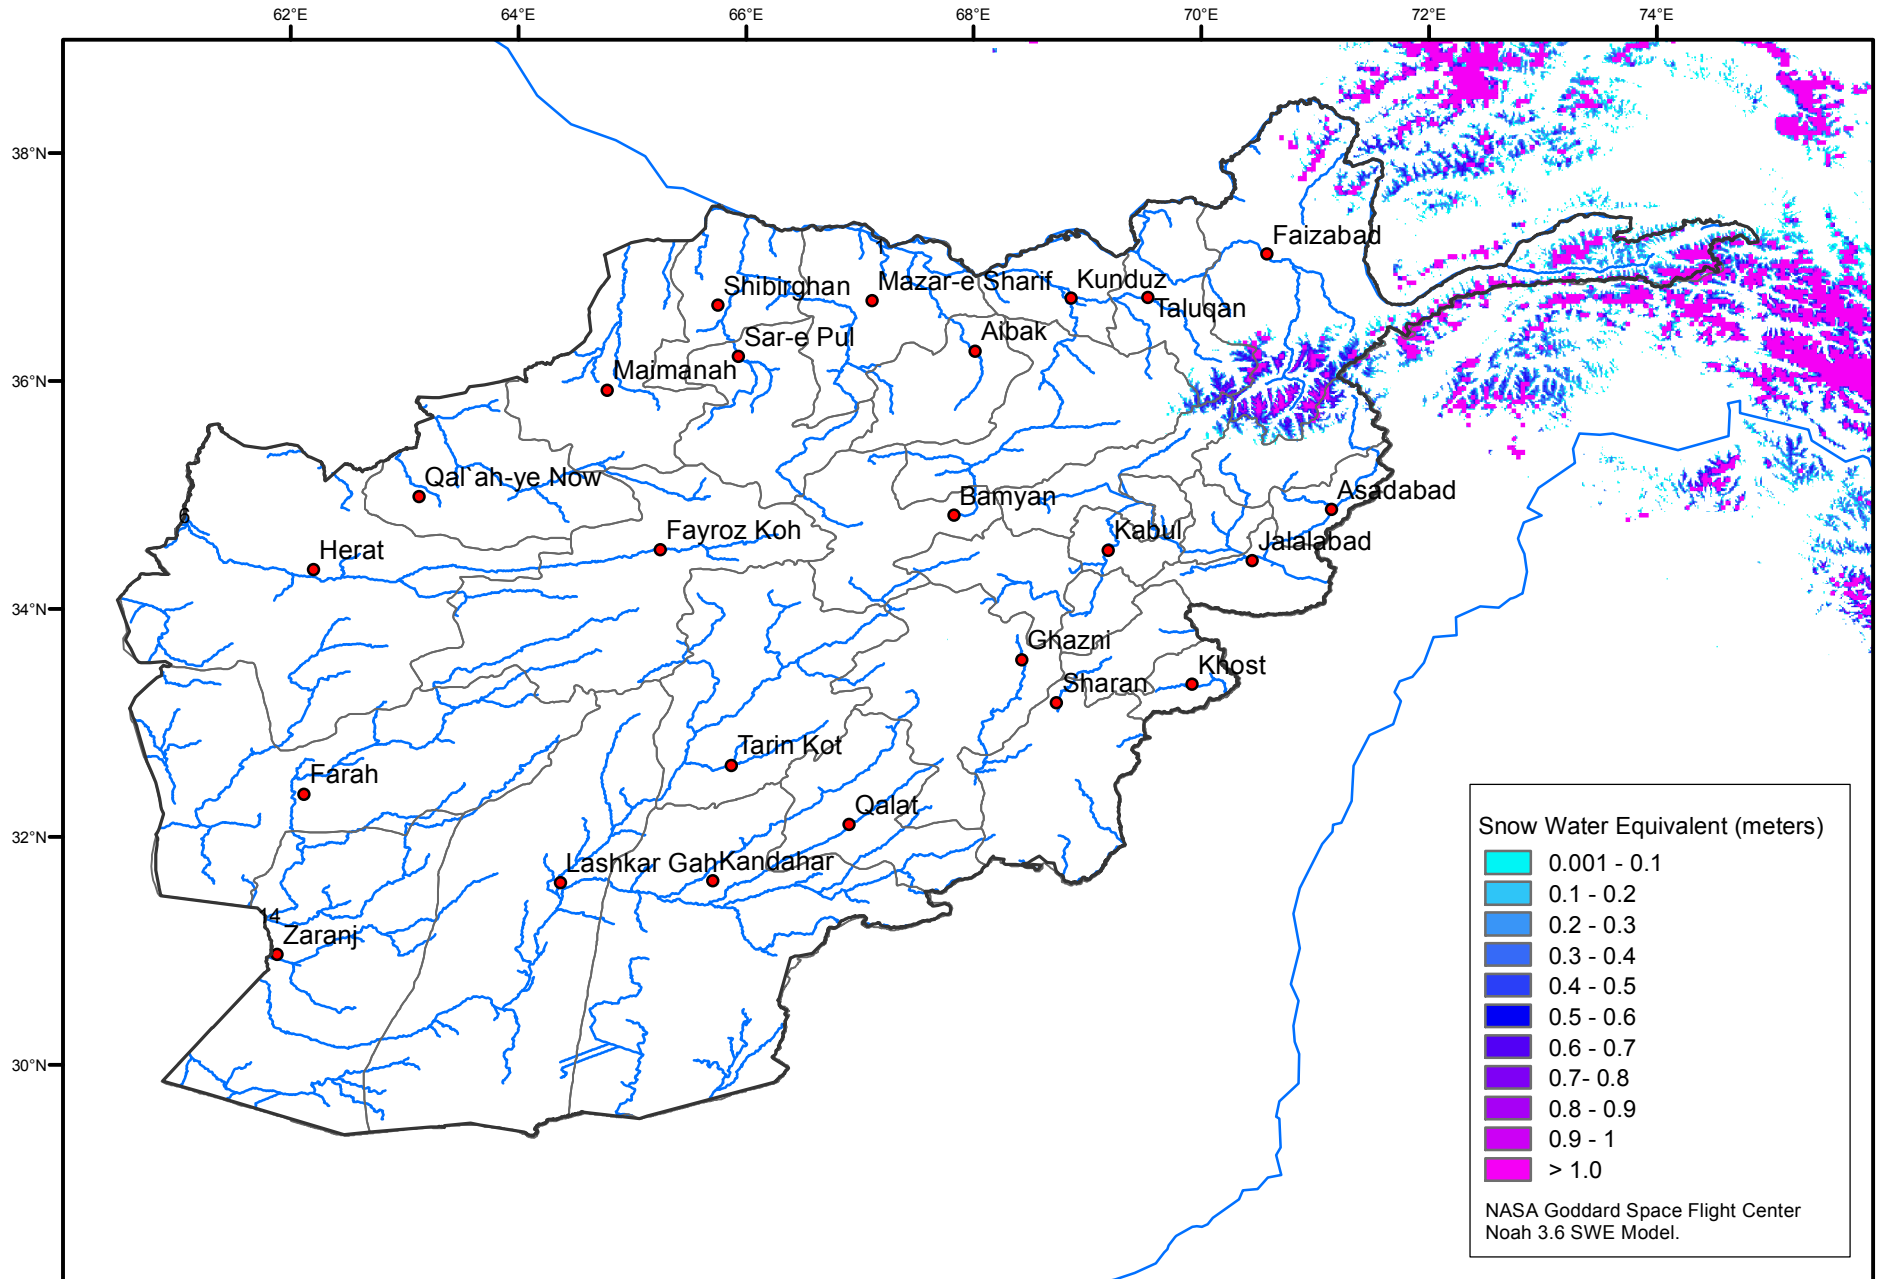 62°E
64°E
66°E
68°E
70°E
72°E
74°E
38°N
36°N
34°N
32°N
30°N
Faizabad
Shibirghan
Mazar-e Sharif
1
Kunduz
Taluqan
Sar-e Pul
Aibak
Maimanah
Qal`ah-ye Now
Bamyan
Asadabad
6
Fayroz Koh
Kabul
Jalalabad
Herat
Ghazni
Khost
Sharan
Tarin Kot
Farah
Qalat
Lashkar Gah
Kandahar
14
Zaranj
Snow Water Equivalent (meters)
0.001 - 0.1
0.1 - 0.2
0.2 - 0.3
0.3 - 0.4
0.4 - 0.5
0.5 - 0.6
0.6 - 0.7
0.7- 0.8
0.8 - 0.9
0.9 - 1
> 1.0
NASA Goddard Space Flight Center
Noah 3.6 SWE Model.